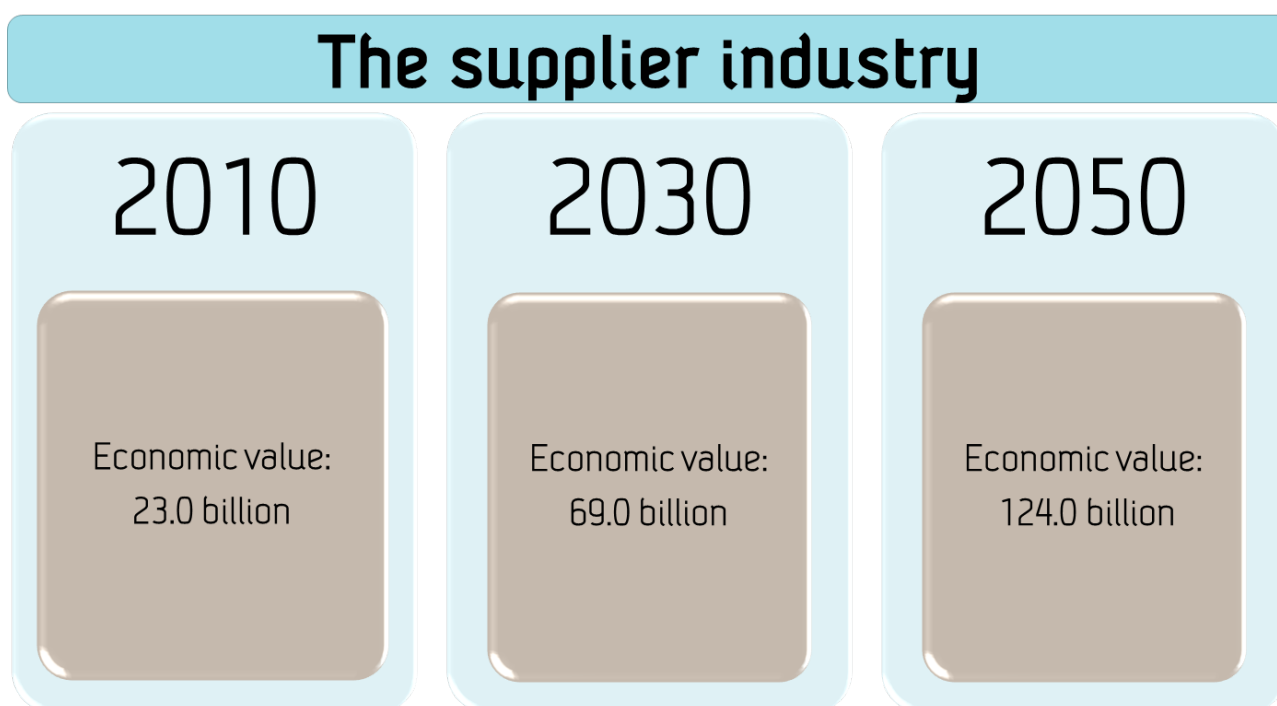 The supplier industry
2010
Economic value:
23.0 billion
2030
Economic value:
69.0 billion
2050
Economic value:
124.0 billion